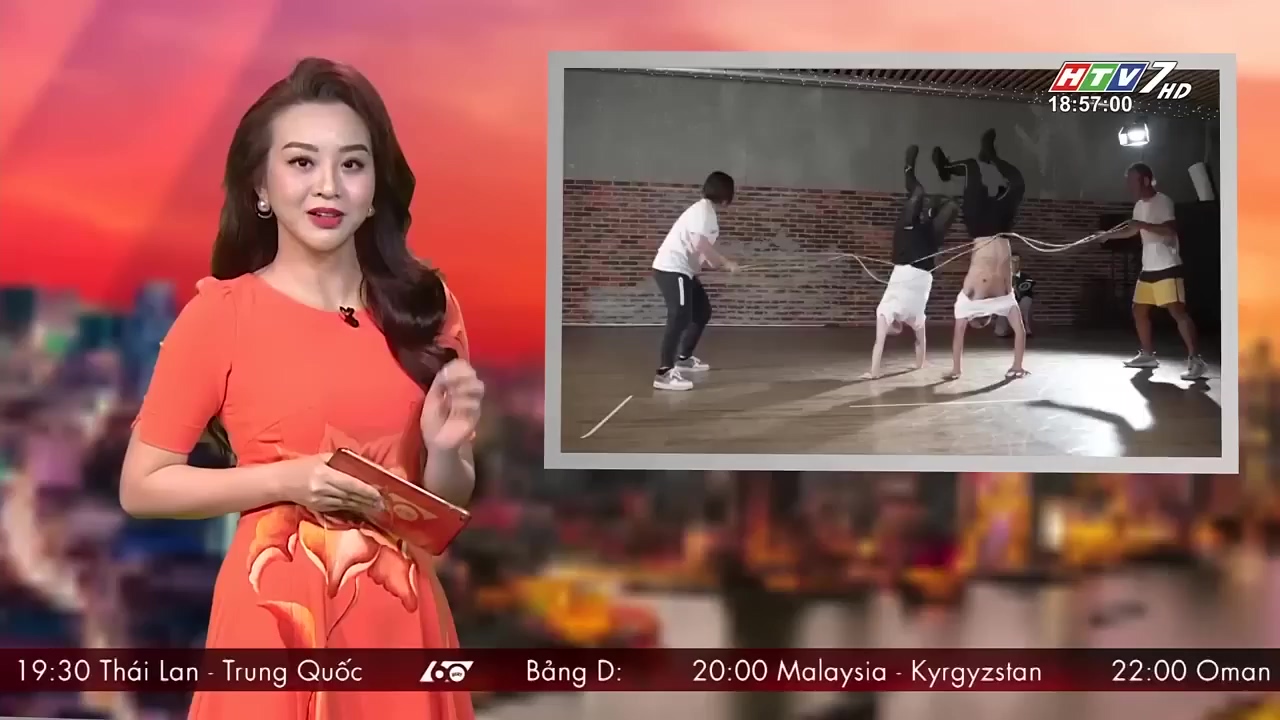 HTV7 HD
18:57:00
19:30 Thái Lan - Trung Quốc 60 Bảng D: 20:00 Malaysia - Kyrgyzstan 22:00 Oman